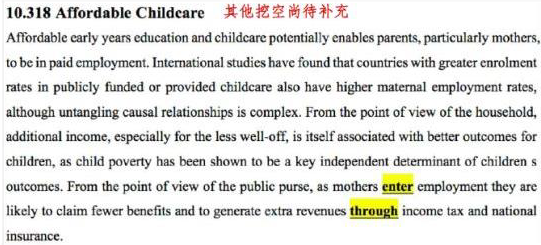 10.318 Affordable Childcare 其他挖空尚待补充
Affordable early years education and childcare potentially enables parents, particularly mothers,
to be in paid employment. International studies have found that countries with greater enrolment
rates in publicly funded or provided childcare also have higher maternal employment rates,
although untangling causal relationships is complex. From the point of view of the household,
additional income, especially for the less well-off, is itself associated with better outcomes for
children, as child poverty has been shown to be a key independent determinant of children s
outcomes. From the point of view of the public purse, as mothers enter employment they are
likely to claim fewer benefits and to generate extra revenues through income tax and national
insurance.